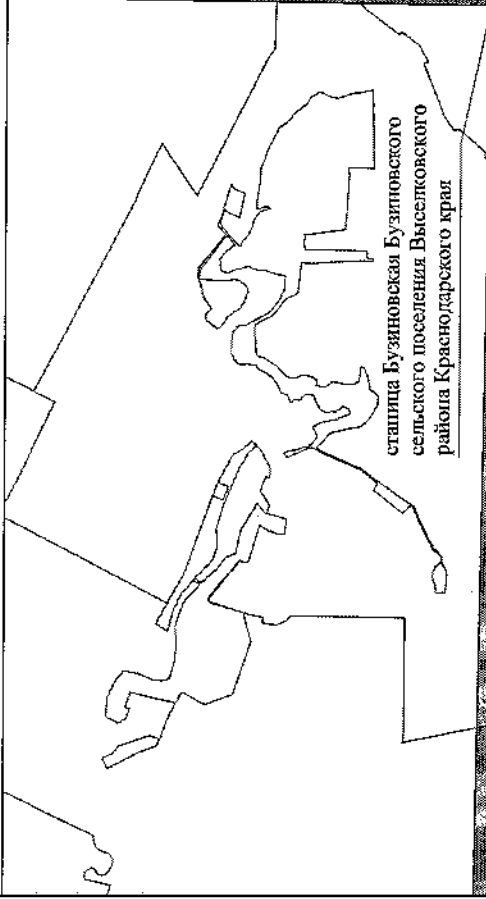 станица Бузиновская Бузиновского
сельского поселения Выселковского
района Краснодарского края